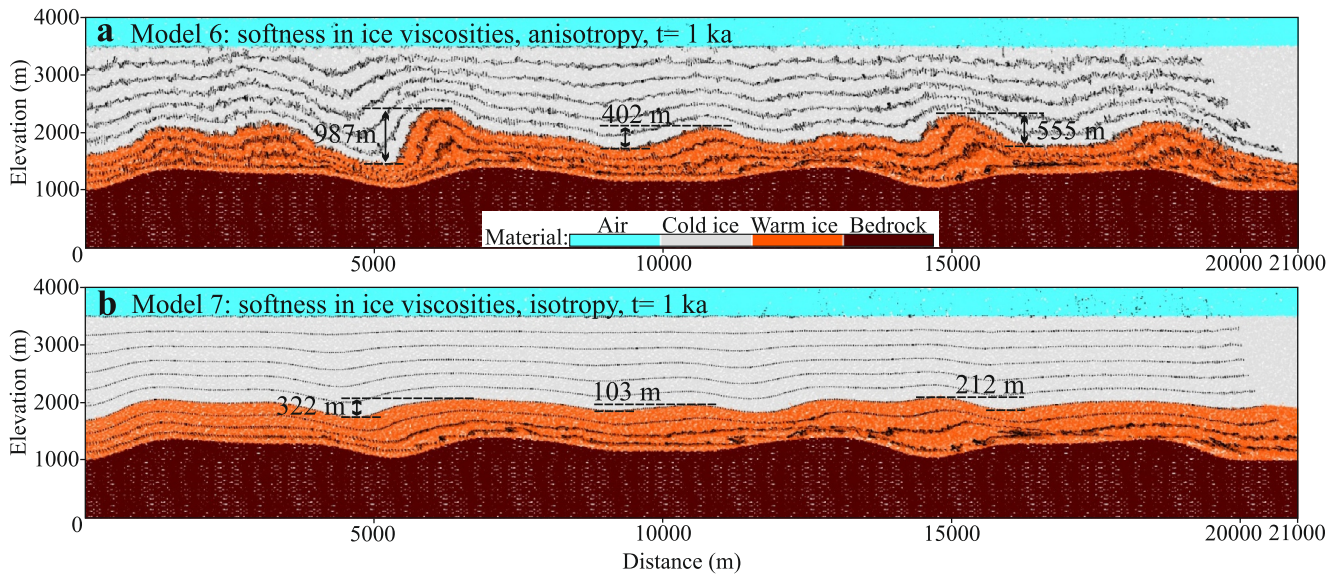 a Model 6: softness in ice viscosities, anisotropy, t= 1 ka
4000
3000
2000
1000
0
Elevation (m)
987m
402 m
555 m
Material: Air Cold ice Warm ice Bedrock
5000 10000 15000 20000 21000
b Model 7: softness in ice viscosities, isotropy, t= 1 ka
4000
3000
2000
1000
0
Elevation (m)
322 m
103 m
212 m
5000 10000 15000 20000 21000
Distance (m)